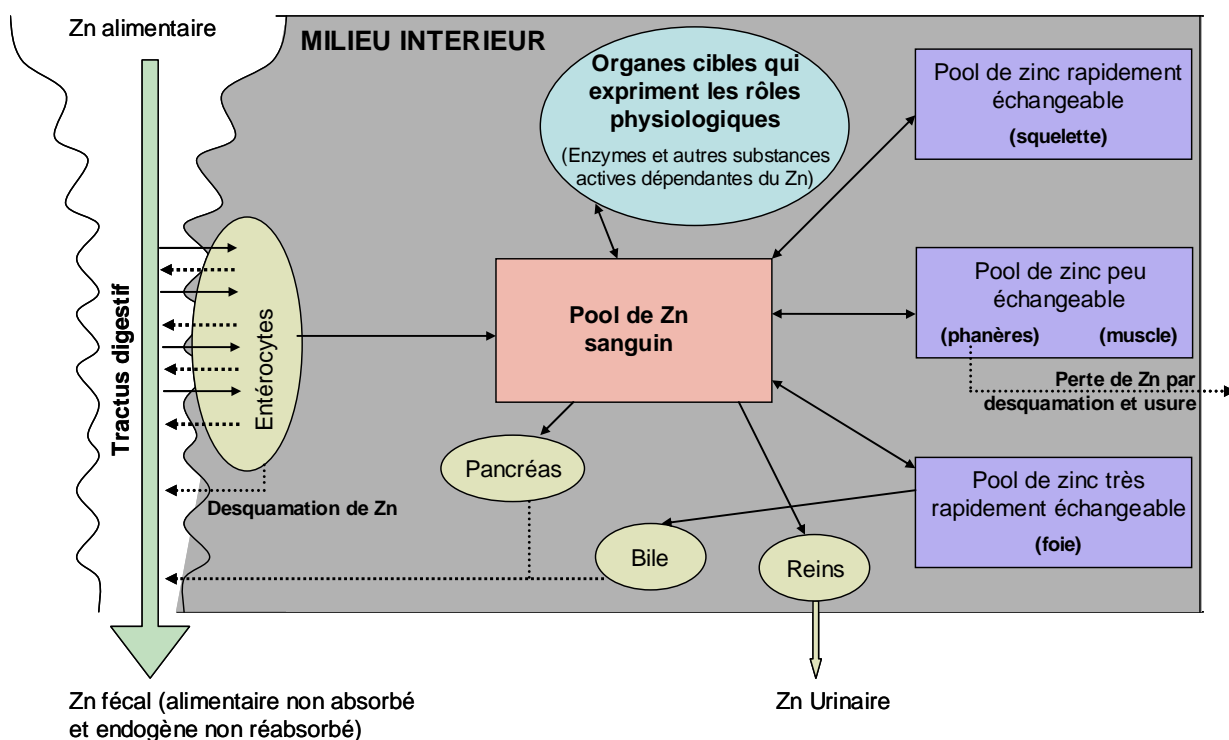 Zn alimentaire
MILIEU INTERIEUR
Organes cibles qui
expriment les rôles
physiologiques
(Enzymes et autres substances
actives dépendantes du Zn)
Pool de zinc rapidement
échangeable
(squelette)
Tractus digestif
Entérocytes
Pool de Zn
sanguin
Pool de zinc peu
échangeable
(phanères) (muscle)
Perte de Zn par
desquamation et usure
Pancréas
Desquamation de Zn
Pool de zinc très
rapidement échangeable
(foie)
Bile
Reins
Zn fécal (alimentaire non absorbé
et endogène non réabsorbé)
Zn Urinaire